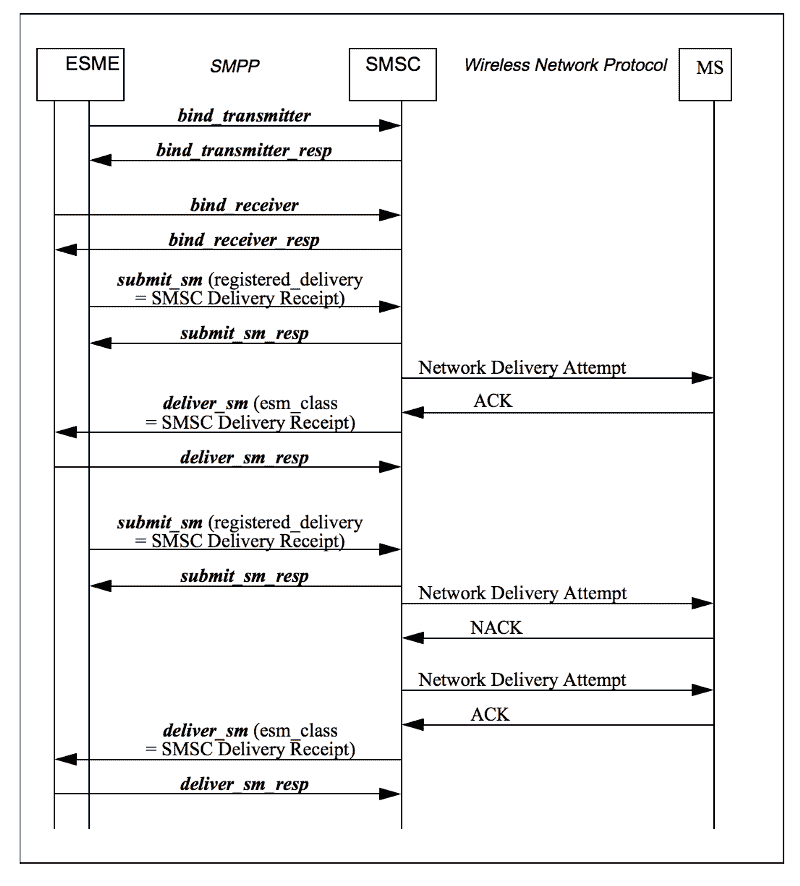 ESME SMPP SMSC Wireless Network Protocol MS
bind_transmitter
bind_transmitter_resp
bind_receiver
bind_receiver_resp
submit_sm (registered_delivery
= SMSC Delivery Receipt)
submit_sm_resp
Network Delivery Attempt
ACK
deliver_sm (esm_class
= SMSC Delivery Receipt)
deliver_sm_resp
submit_sm (registered_delivery
= SMSC Delivery Receipt)
submit_sm_resp
Network Delivery Attempt
NACK
Network Delivery Attempt
ACK
deliver_sm (esm_class
= SMSC Delivery Receipt)
deliver_sm_resp